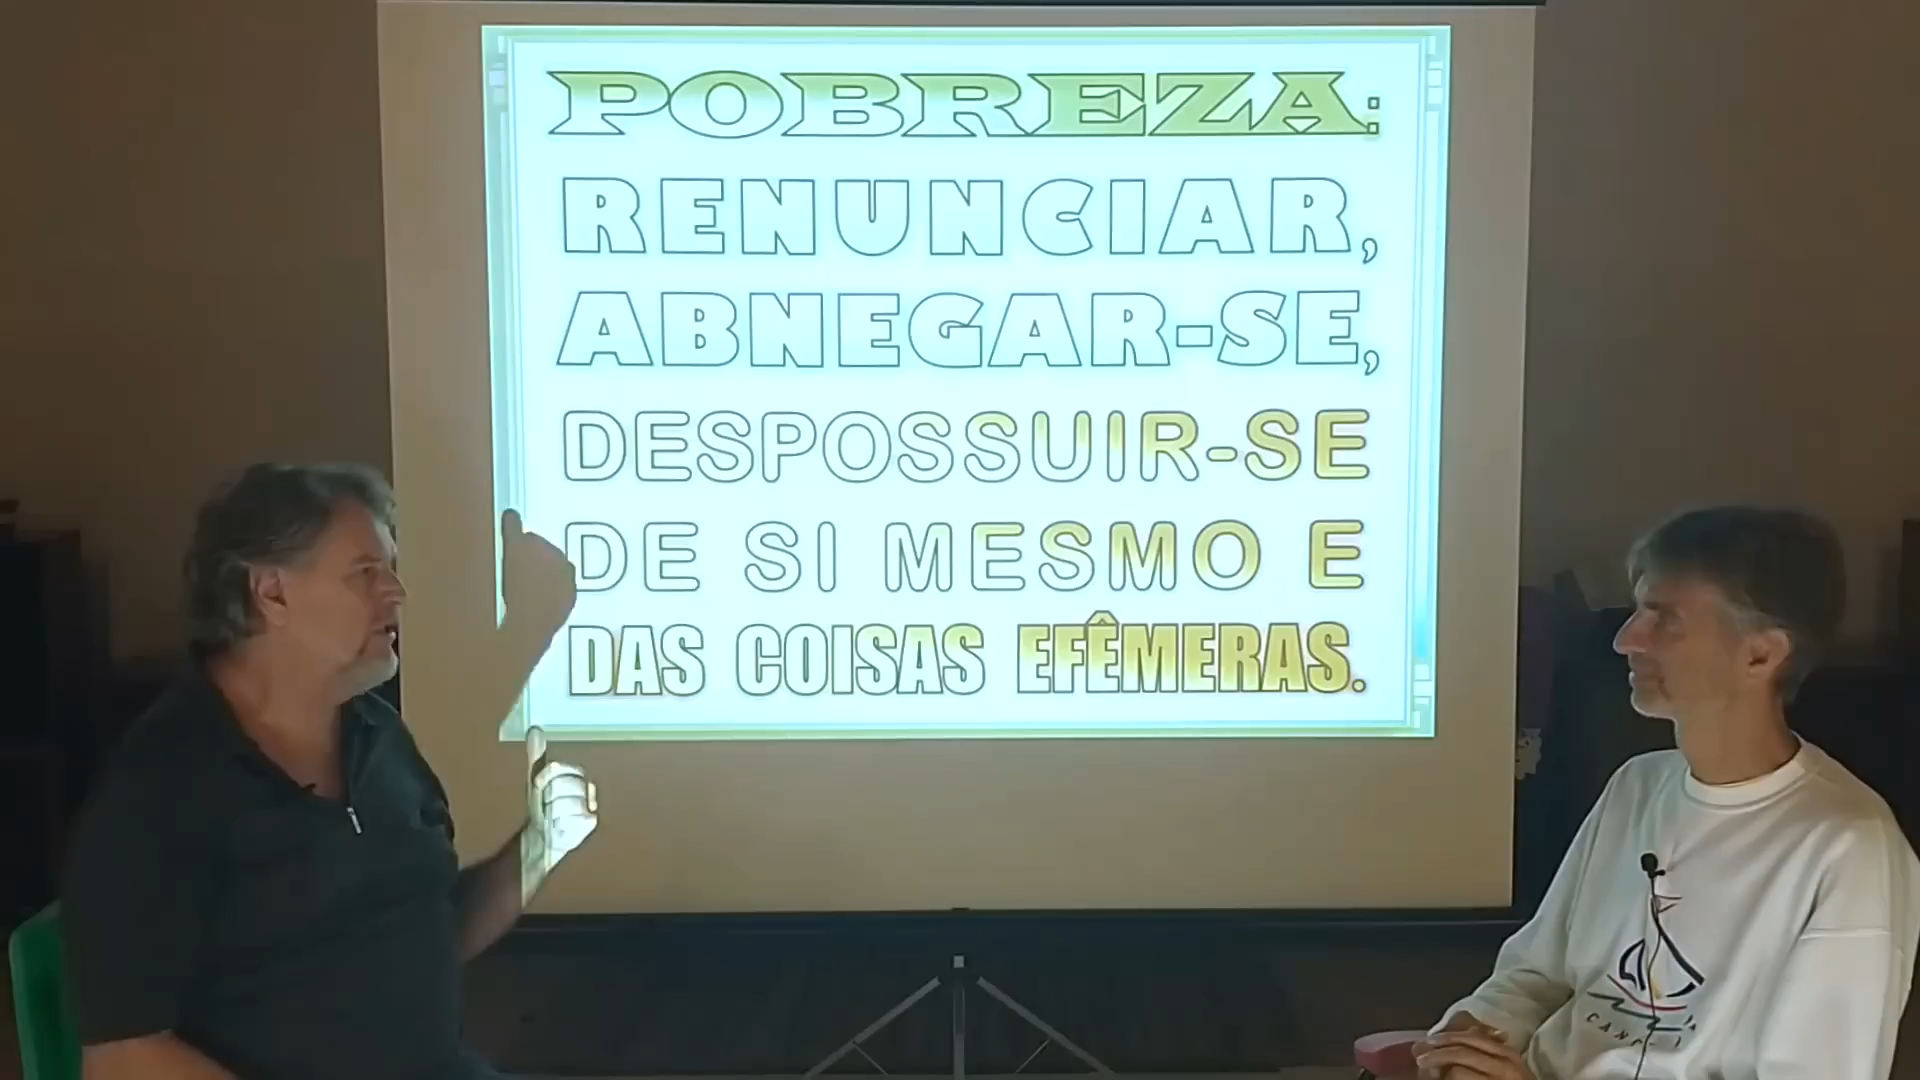 POBREZA:
RENUNCIAR,
ABNEGAR-SE,
DESPOSSUIR-SE
DE SI MESMO E
DAS COISAS EFÊMERAS.